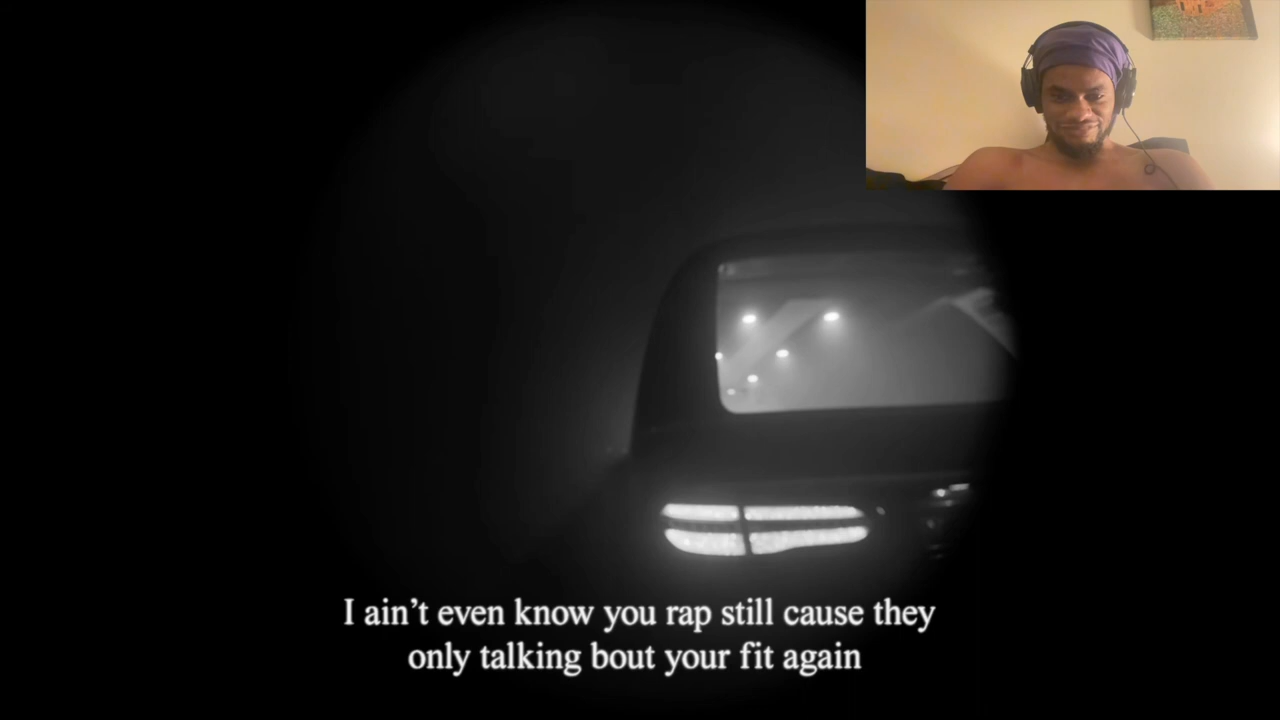 I ain’t even know you rap still cause they
only talking bout your fit again